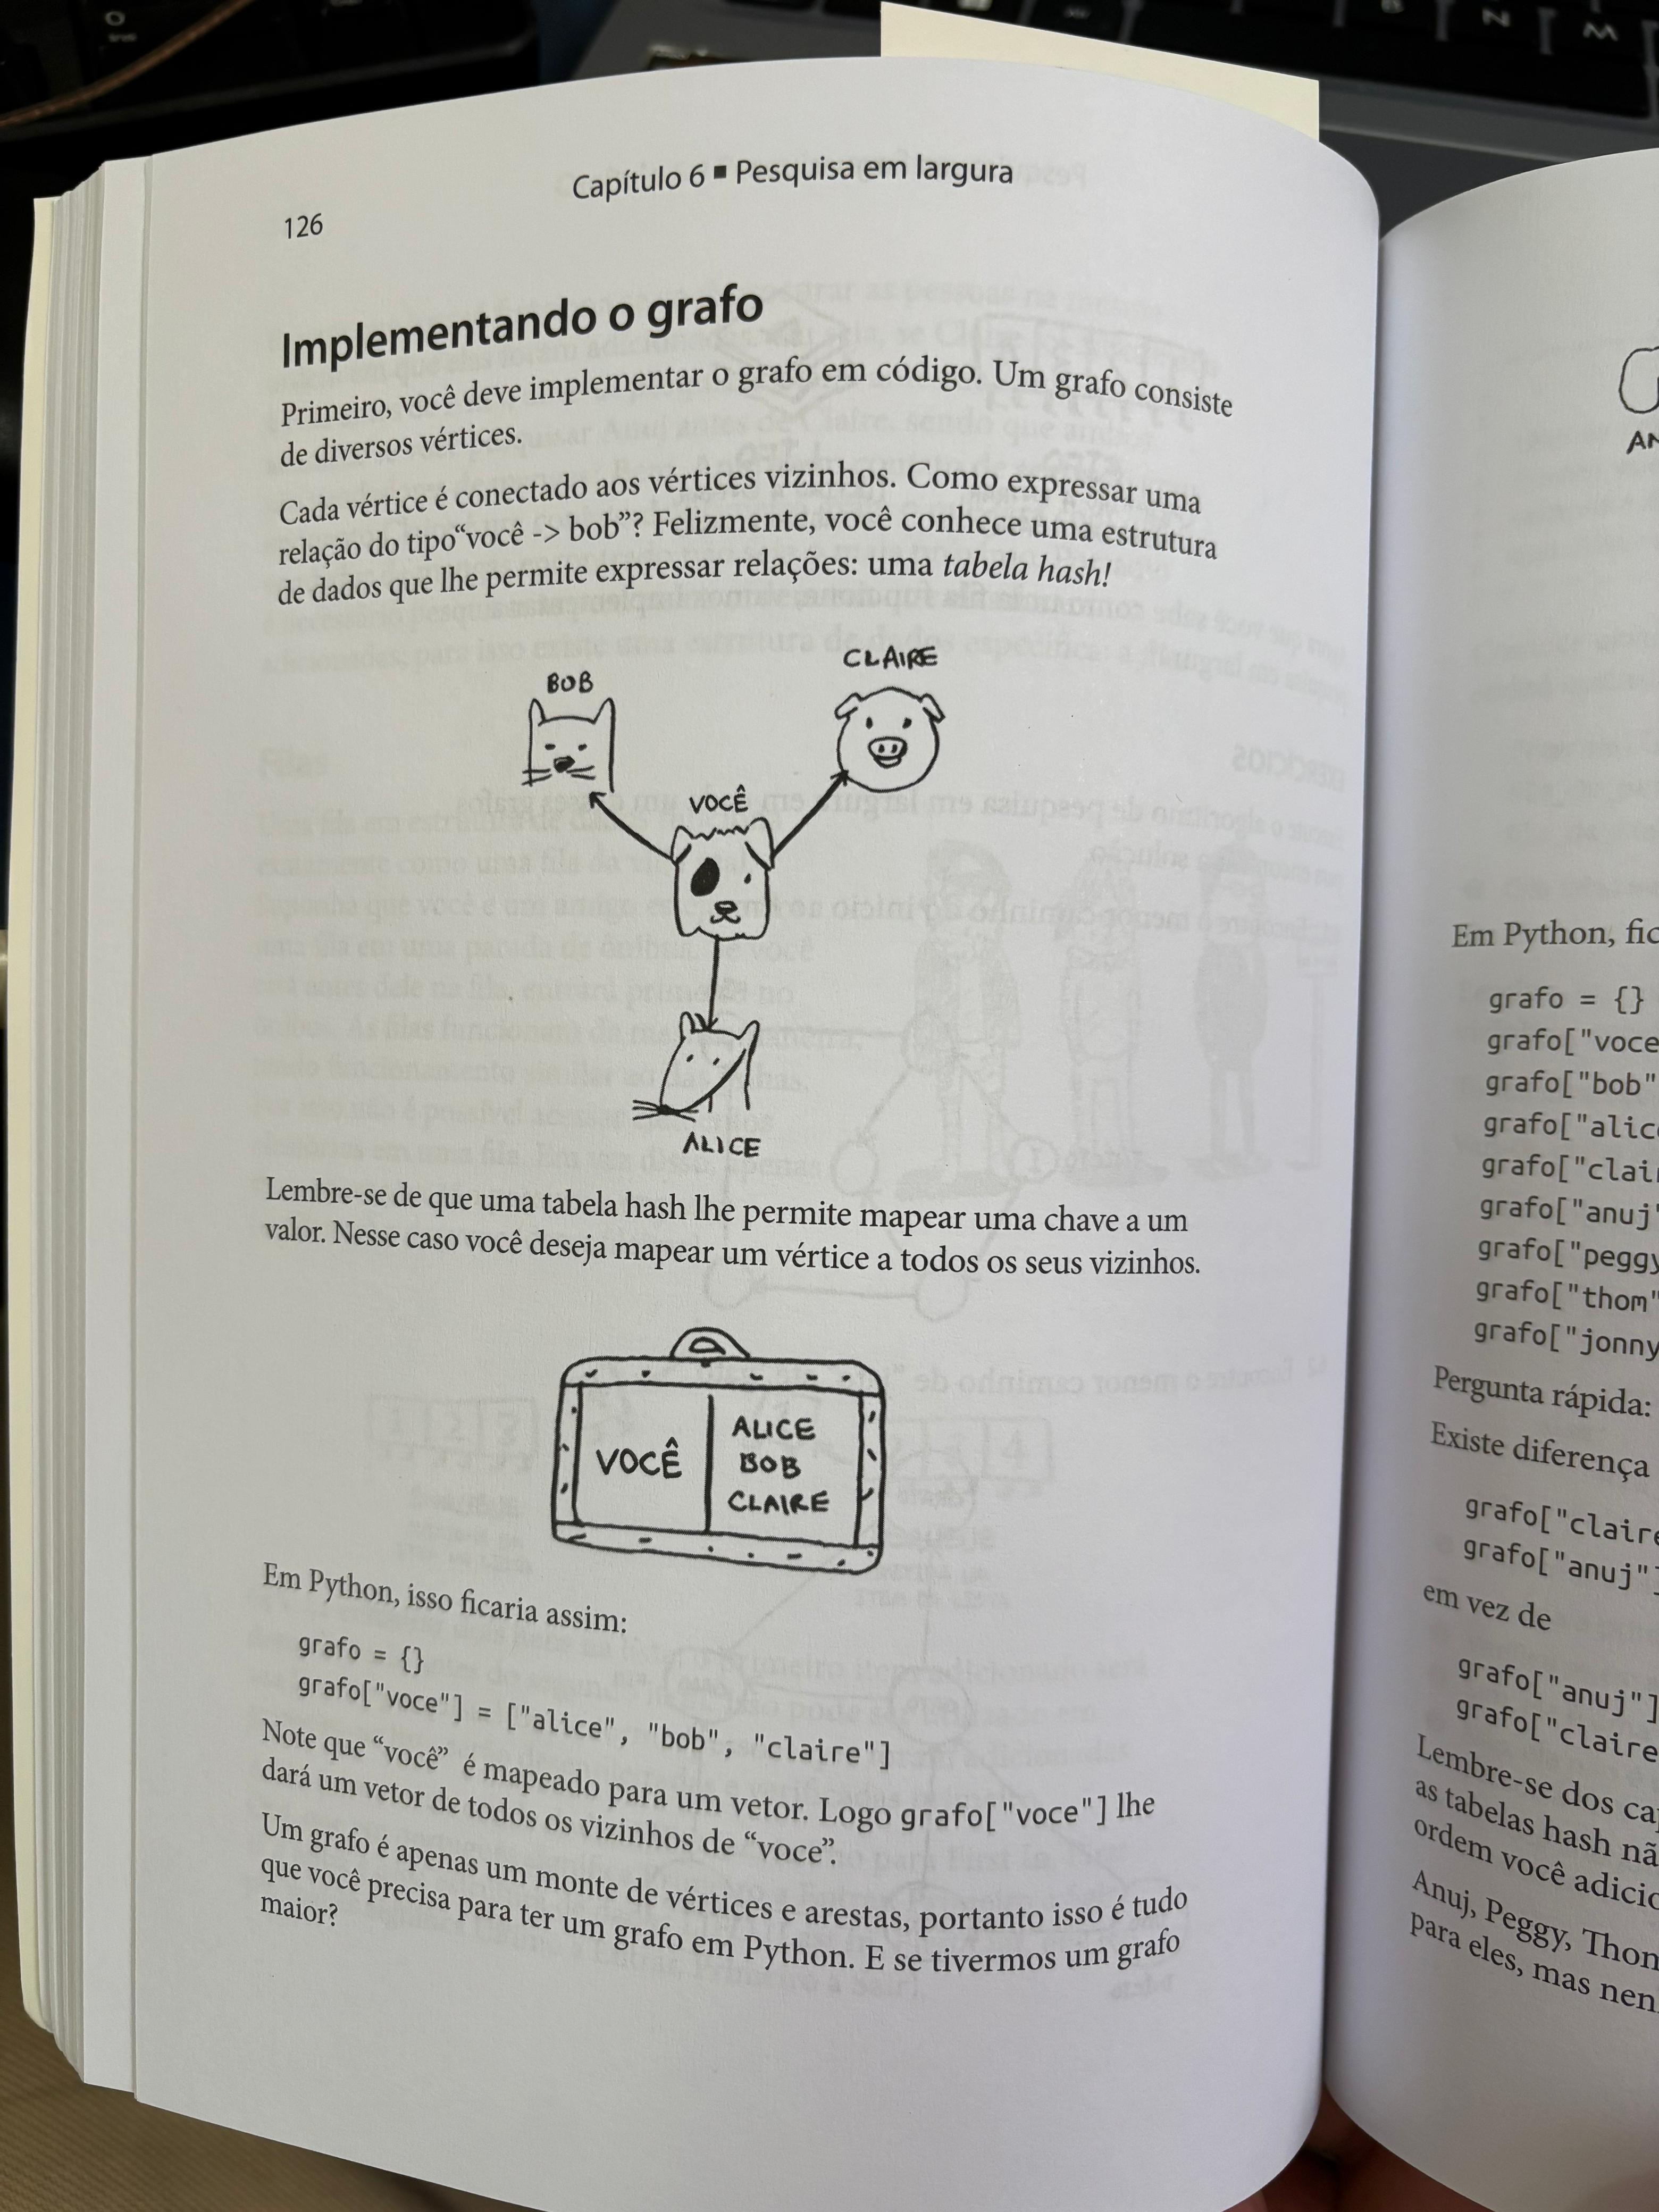 Capítulo 6 ■ Pesquisa em largura
126
Implementando o grafo
Primeiro, você deve implementar o grafo em código. Um grafo consiste
de diversos vértices.
Cada vértice é conectado aos vértices vizinhos. Como expressar uma
relação do tipo“você -> bob”? Felizmente, você conhece uma estrutura
de dados que lhe permite expressar relações: uma tabela hash!
BOB
CLAIRE
VOCÊ
ALICE
Lembre-se de que uma tabela hash lhe permite mapear uma chave a um
valor. Nesse caso você deseja mapear um vértice a todos os seus vizinhos.
VOCÊ
ALICE
BOB
CLAIRE
Em Python, isso ficaria assim:
grafo = {}
grafo["voce"] = ["alice", "bob", "claire"]
Note que “você” é mapeado para um vetor. Logo grafo["voce"] lhe
dará um vetor de todos os vizinhos de “voce”.
Um grafo é apenas um monte de vértices e arestas, portanto isso é tudo
que você precisa para ter um grafo em Python. E se tivermos um grafo
maior?
Em Python,
grafo = {}
grafo["voce
grafo["bob"
grafo["alic
grafo["clair
grafo["anuj"
grafo["peggy
grafo["thom"
grafo["jonny
Pergunta rápida:
Existe diferença
grafo["claire
grafo["anuj"]
em vez de
grafo["anuj"]
grafo["claire
Lembre-se dos
as tabelas hash
ordem você
Anuj, Peggy,
para eles, mas